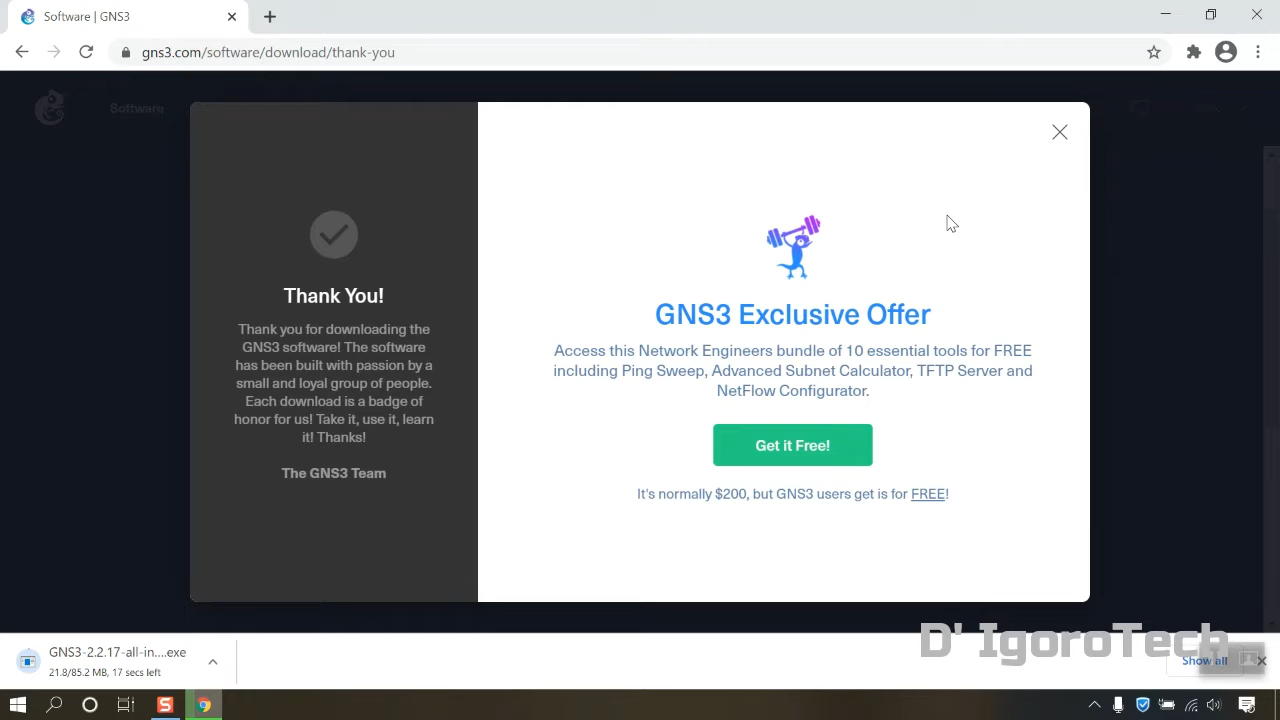 Software | GNS3
gns3.com/software/download/thank-you
Software
Thank You!
Thank you for downloading the
GNS3 software! The software
has been built with passion by a
small and loyal group of people.
Each download is a badge of
honor for us! Take it, use it, learn
it! Thanks!
The GNS3 Team
GNS3 Exclusive Offer
Access this Network Engineers bundle of 10 essential tools for FREE
including Ping Sweep, Advanced Subnet Calculator, TFTP Server and
NetFlow Configurator.
Get it Free!
It's normally $200, but GNS3 users get is for FREE!
D' IgoroTech
GNS3-2.2.17-all-in....exe
21.8/85.2 MB, 17 secs left
Show all